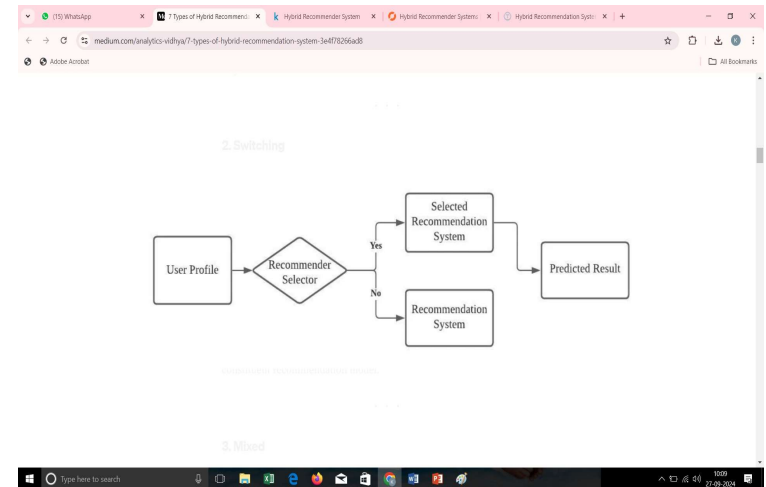 (15) WhatsApp
7 Types of Hybrid Recommend
Hybrid Recommender System
Hybrid Recommender Systems:
Hybrid Recommendation Syste
medium.com/analytics-vidhya/7-types-of-hybrid-recommendation-system-3e4f78266ad8
K
Adobe Acrobat
All Bookmarks
2. Switching
User Profile
Recommender
Selector
Yes
No
Selected
Recommendation
System
Recommendation
System
Predicted Result
3. Mixed
Type here to search
10:09
27-09-2024